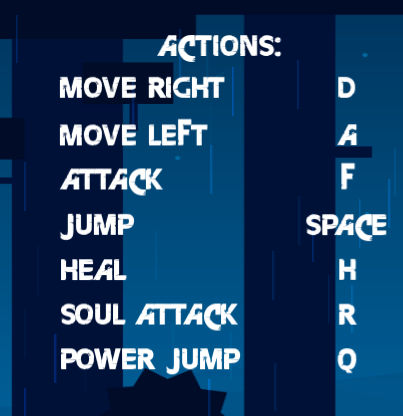 ACTIONS:
MOVE RIGHT D
MOVE LEFT A
ATTACK F
JUMP SPACE
HEAL H
SOUL ATTACK R
POWER JUMP Q